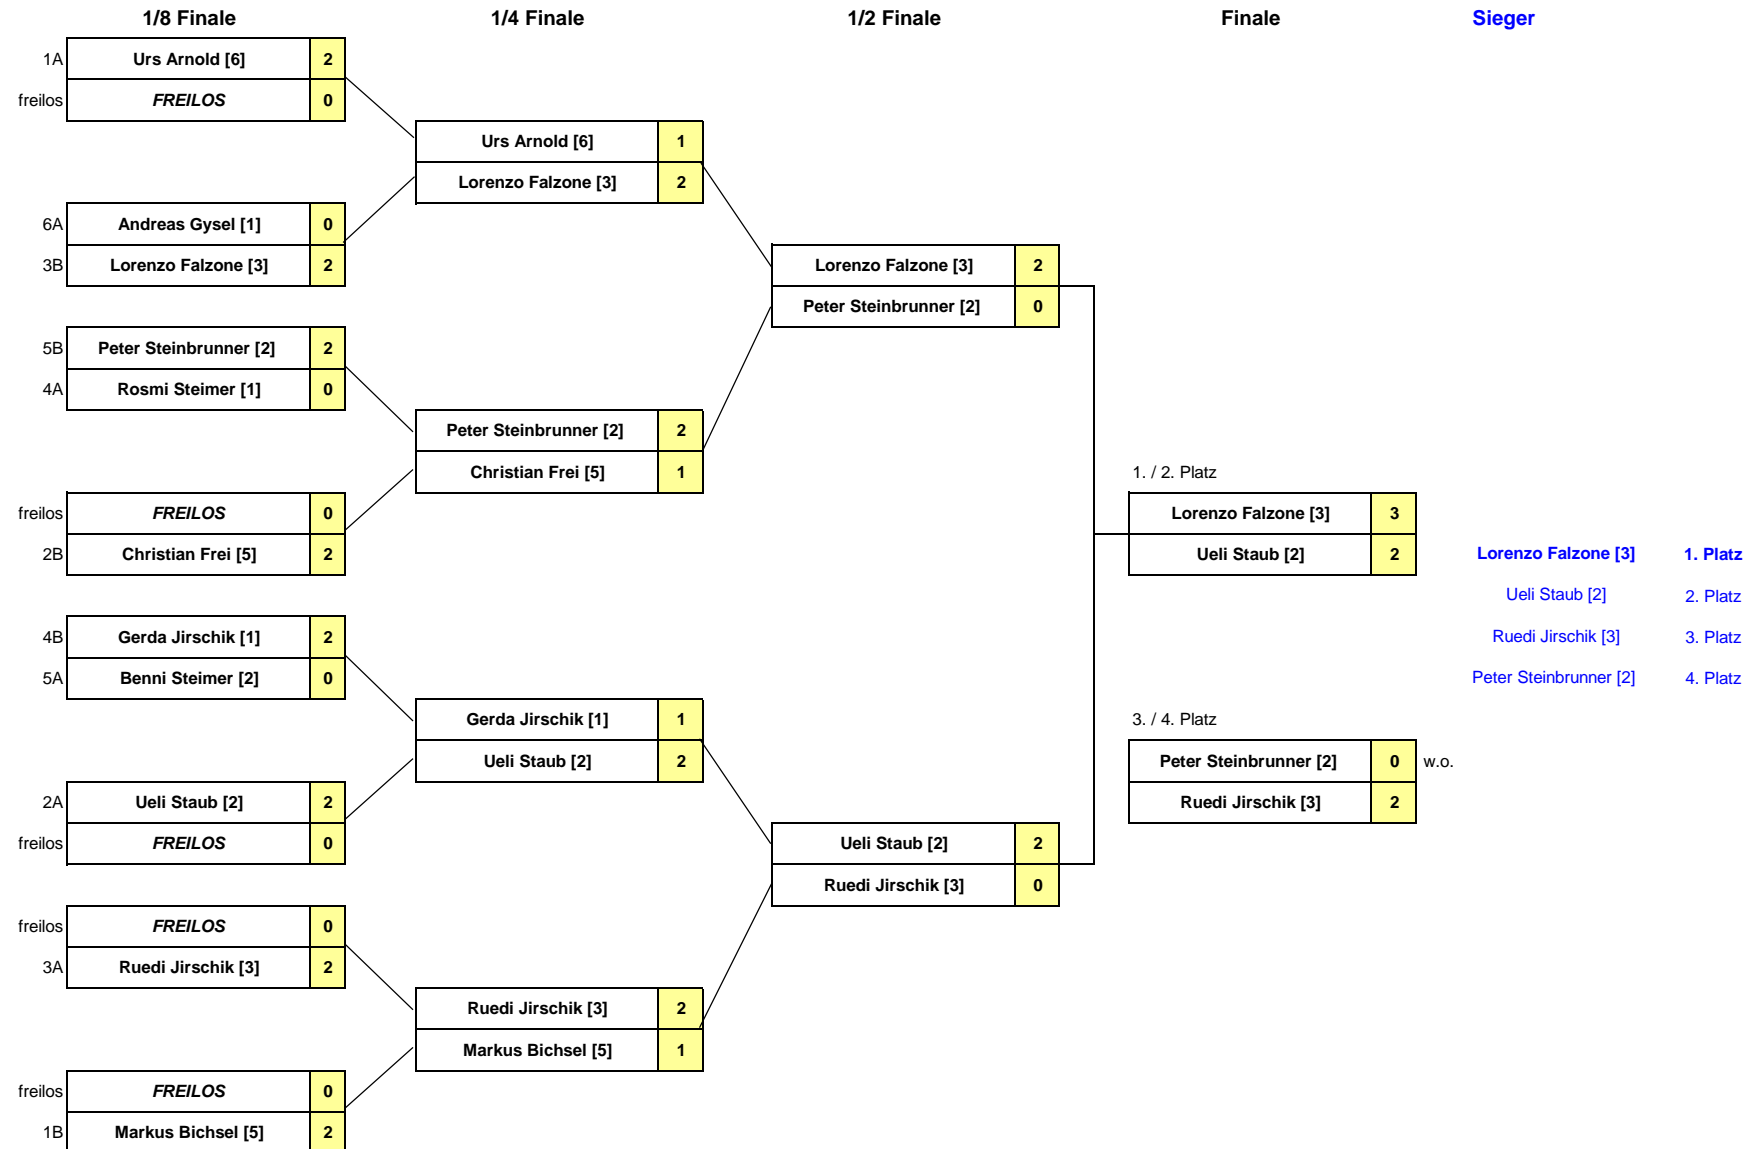 1/8 Finale 1/4 Finale 1/2 Finale Finale Sieger
1A Urs Arnold [6] 2
freilos FREILOS 0
Urs Arnold [6] 1
Lorenzo Falzone [3] 2
6A Andreas Gysel [1] 0
3B Lorenzo Falzone [3] 2
Lorenzo Falzone [3] 2
Peter Steinbrunner [2] 0
5B Peter Steinbrunner [2] 2
4A Rosmi Steimer [1] 0
Peter Steinbrunner [2] 2
Christian Frei [5] 1
1. / 2. Platz
freilos FREILOS 0
Lorenzo Falzone [3] 3
2B Christian Frei [5] 2
Ueli Staub [2] 2
Lorenzo Falzone [3] 1. Platz
Ueli Staub [2] 2. Platz
4B Gerda Jirschik [1] 2
Ruedi Jirschik [3] 3. Platz
5A Benni Steimer [2] 0
Peter Steinbrunner [2] 4. Platz
Gerda Jirschik [1] 1
3. / 4. Platz
Ueli Staub [2] 2
Peter Steinbrunner [2] 0 w.o.
2A Ueli Staub [2] 2
Ruedi Jirschik [3] 2
freilos FREILOS 0
Ueli Staub [2] 2
Ruedi Jirschik [3] 0
freilos FREILOS 0
3A Ruedi Jirschik [3] 2
Ruedi Jirschik [3] 2
Markus Bichsel [5] 1
freilos FREILOS 0
1B Markus Bichsel [5] 2